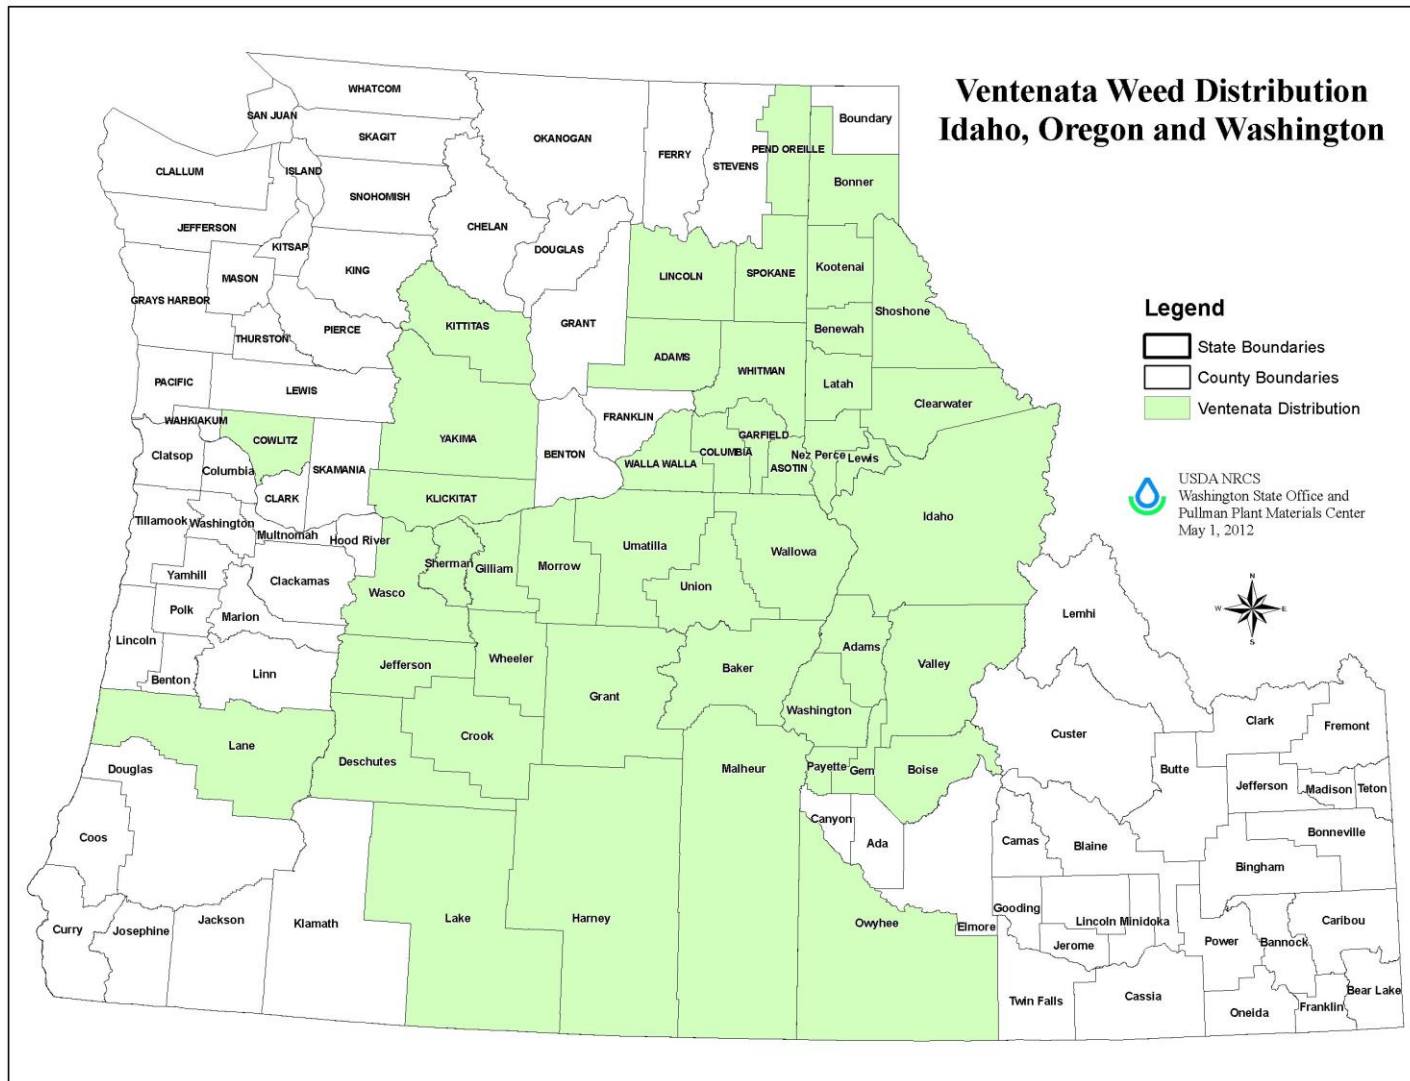 Ventenata Weed Distribution
Idaho, Oregon and Washington
WHATCOM
SAN JUAN
SKAGIT
OKANOGAN
FERRY
STEVENS
PEND OREILLE
Boundary
CLALLUM
ISLAND
SNOHOMISH
Bonner
JEFFERSON
KITSAP
CHELAN
DOUGLAS
MASON
KING
LINCOLN
SPOKANE
Kootenai
GRAYS HARBOR
THURSTON
PIERCE
KITTITAS
GRANT
Benewah
Shoshone
ADAMS
WHITMAN
Latah
PACIFIC
LEWIS
Clearwater
WAHKIAKUM
COWLITZ
YAKIMA
FRANKLIN
GARFIELD
Clatsop
Columbia
SKAMANIA
BENTON
WALLA WALLA
COLUMBIA
ASOTIN
Nez Perce
Lewis
CLARK
KLICKITAT
Idaho
Tillamook
Washington
Multnomah
Hood River
Umatilla
Wallowa
Yamhill
Clackamas
Wasco
Sherman
Gilliam
Morrow
Union
Polk
Marion
Lemhi
Lincoln
Benton
Linn
Jefferson
Wheeler
Grant
Baker
Adams
Valley
Washington
Lane
Crook
Custer
Clark
Fremont
Douglas
Deschutes
Malheur
Payette
Gem
Boise
Butte
Jefferson
Madison
Teton
Coos
Canyon
Ada
Camas
Blaine
Bonneville
Bingham
Curry
Josephine
Jackson
Klamath
Lake
Harney
Owyhee
Elmore
Gooding
Lincoln
Minidoka
Jerome
Power
Bannock
Caribou
Twin Falls
Cassia
Oneida
Franklin
Bear Lake
Legend
State Boundaries
County Boundaries
Ventenata Distribution
USDA NRCS
Washington State Office and
Pullman Plant Materials Center
May 1, 2012
N
W
E
S